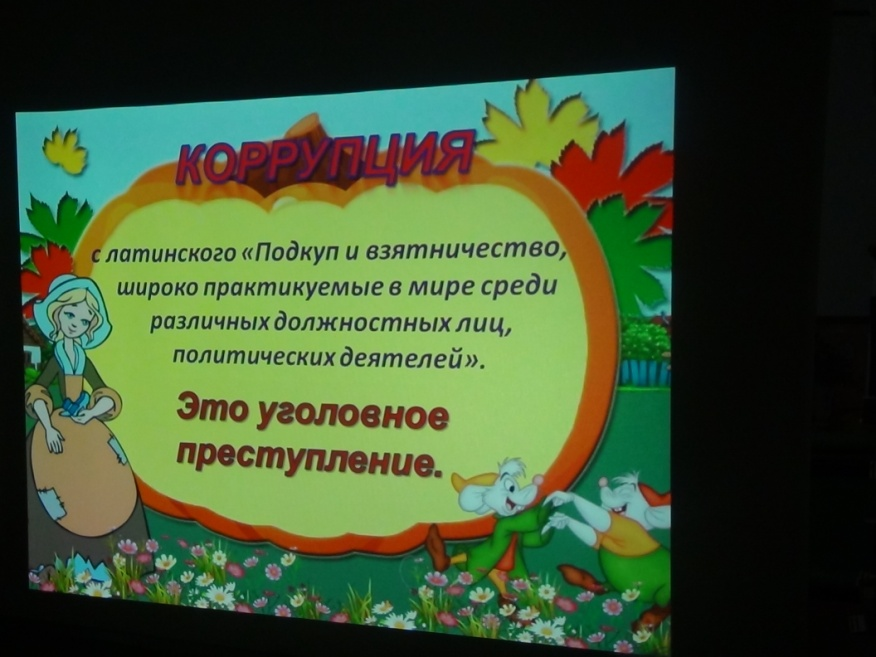 КОРРУПЦИЯ
с латинского «Подкуп и взятничество,
широко практикуемые в мире среди
различных должностных лиц,
политических деятелей».
Это уголовное
преступление.